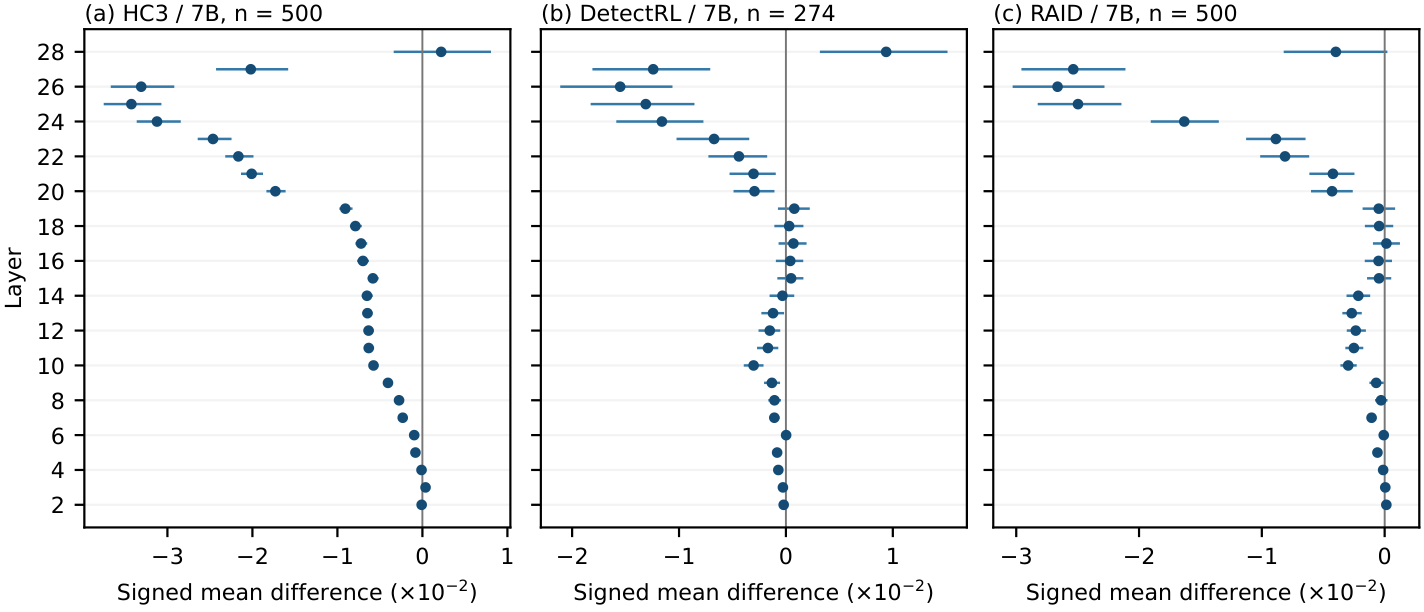 (a) HC3 / 7B, n = 500
(b) DetectRL / 7B, n = 274
(c) RAID / 7B, n = 500
Layer
28
26
24
22
20
18
16
14
12
10
8
6
4
2
−3 −2 −1 0 1
−2 −1 0 1
−3 −2 −1 0
Signed mean difference (×10⁻²)
Signed mean difference (×10⁻²)
Signed mean difference (×10⁻²)